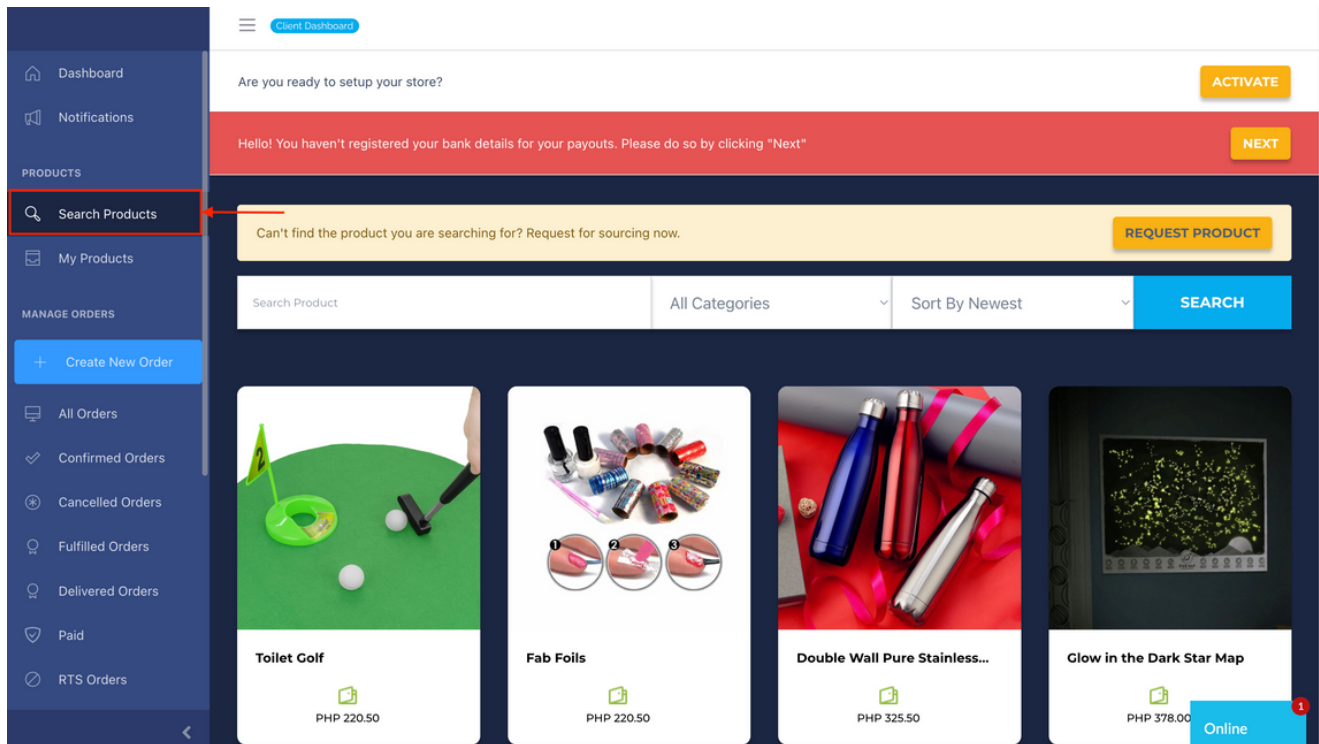 Client Dashboard
Dashboard
Notifications
PRODUCTS
Search Products
My Products
MANAGE ORDERS
Create New Order
All Orders
Confirmed Orders
Cancelled Orders
Fulfilled Orders
Delivered Orders
Paid
RTS Orders
Are you ready to setup your store?
ACTIVATE
Hello! You haven't registered your bank details for your payouts. Please do so by clicking "Next"
NEXT
Can't find the product you are searching for? Request for sourcing now.
REQUEST PRODUCT
Search Product
All Categories
Sort By Newest
SEARCH
2
1
2
3
Toilet Golf
Fab Foils
Double Wall Pure Stainless...
Glow in the Dark Star Map
PHP 220.50
PHP 220.50
PHP 325.50
PHP 378.00
1
Online